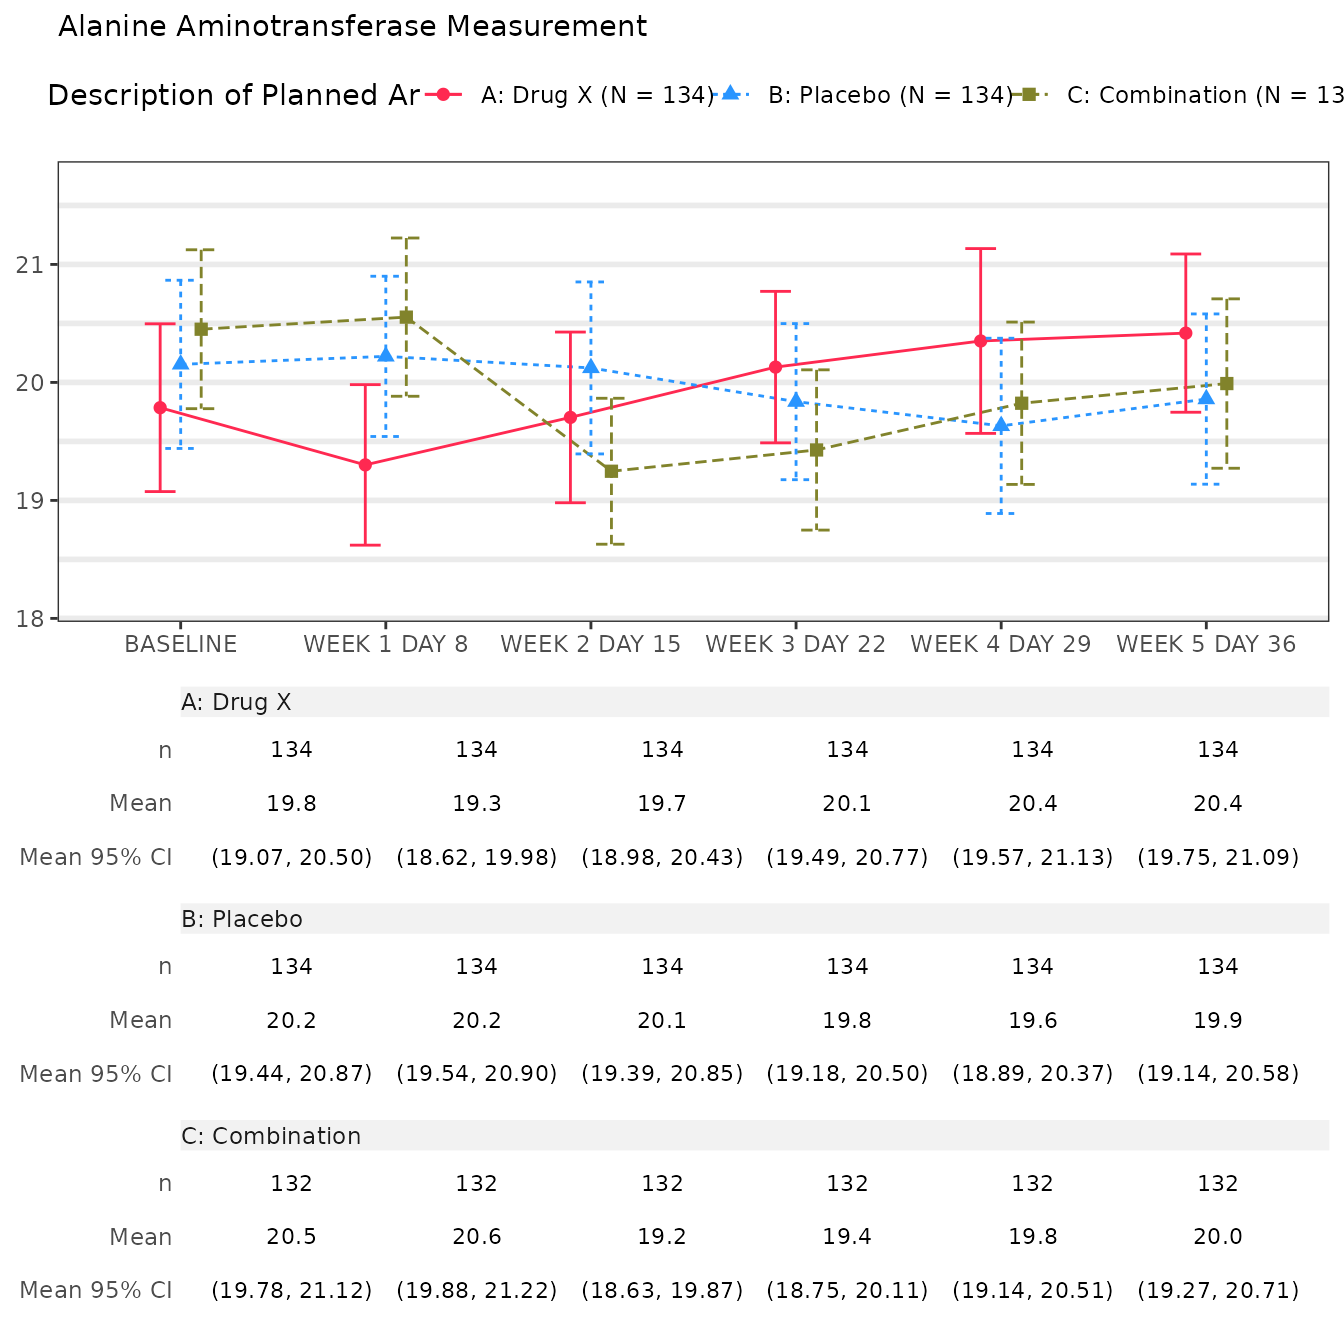 Alanine Aminotransferase Measurement
Description of Planned Ar A: Drug X (N = 134) B: Placebo (N = 134) C: Combination (N = 13
21
20
19
18
BASELINE WEEK 1 DAY 8 WEEK 2 DAY 15 WEEK 3 DAY 22 WEEK 4 DAY 29 WEEK 5 DAY 36
A: Drug X
n 134 134 134 134 134 134
Mean 19.8 19.3 19.7 20.1 20.4 20.4
Mean 95% CI (19.07, 20.50) (18.62, 19.98) (18.98, 20.43) (19.49, 20.77) (19.57, 21.13) (19.75, 21.09)
B: Placebo
n 134 134 134 134 134 134
Mean 20.2 20.2 20.1 19.8 19.6 19.9
Mean 95% CI (19.44, 20.87) (19.54, 20.90) (19.39, 20.85) (19.18, 20.50) (18.89, 20.37) (19.14, 20.58)
C: Combination
n 132 132 132 132 132 132
Mean 20.5 20.6 19.2 19.4 19.8 20.0
Mean 95% CI (19.78, 21.12) (19.88, 21.22) (18.63, 19.87) (18.75, 20.11) (19.14, 20.51) (19.27, 20.71)